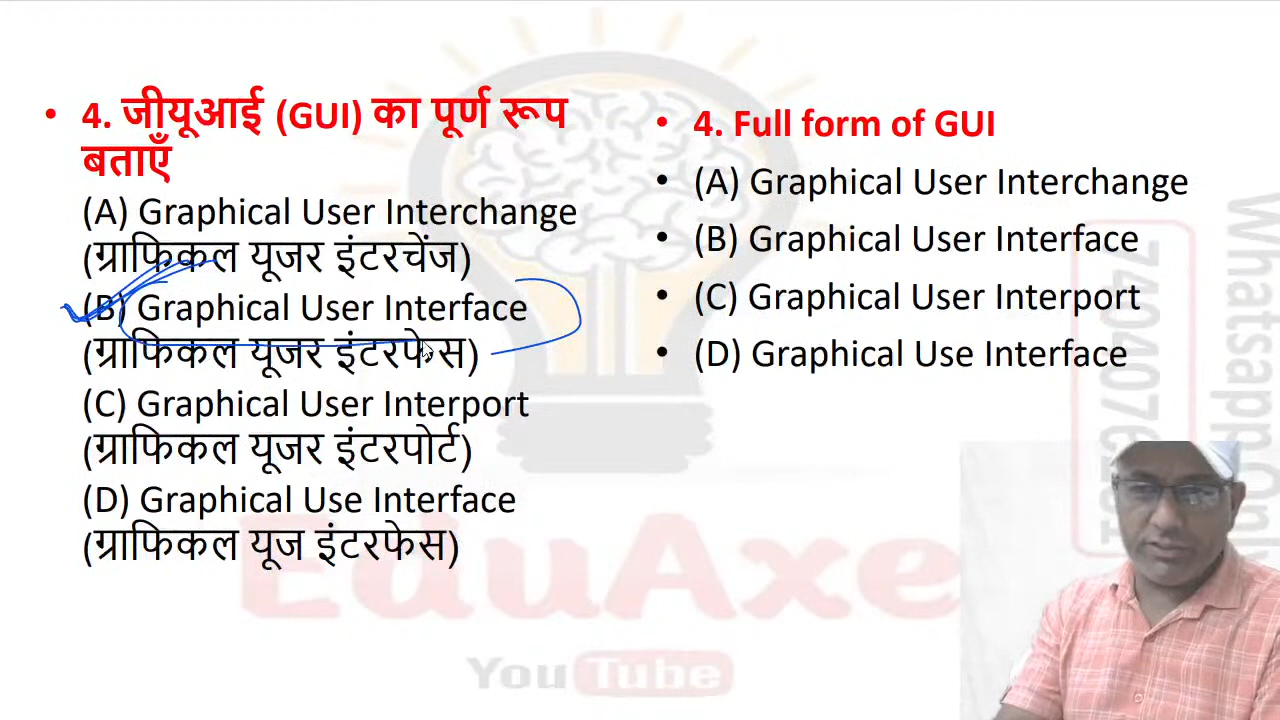 • 4. जीयूआई (GUI) का पूर्ण रूप
बताएँ
(A) Graphical User Interchange
(ग्राफिकल यूजर इंटरचेंज)
(B) Graphical User Interface
(ग्राफिकल यूजर इंटरफेस)
(C) Graphical User Interport
(ग्राफिकल यूजर इंटरपोर्ट)
(D) Graphical Use Interface
(ग्राफिकल यूज इंटरफेस)
• 4. Full form of GUI
• (A) Graphical User Interchange
• (B) Graphical User Interface
• (C) Graphical User Interport
• (D) Graphical Use Interface
EduAxe
YouTube
Whatsapp